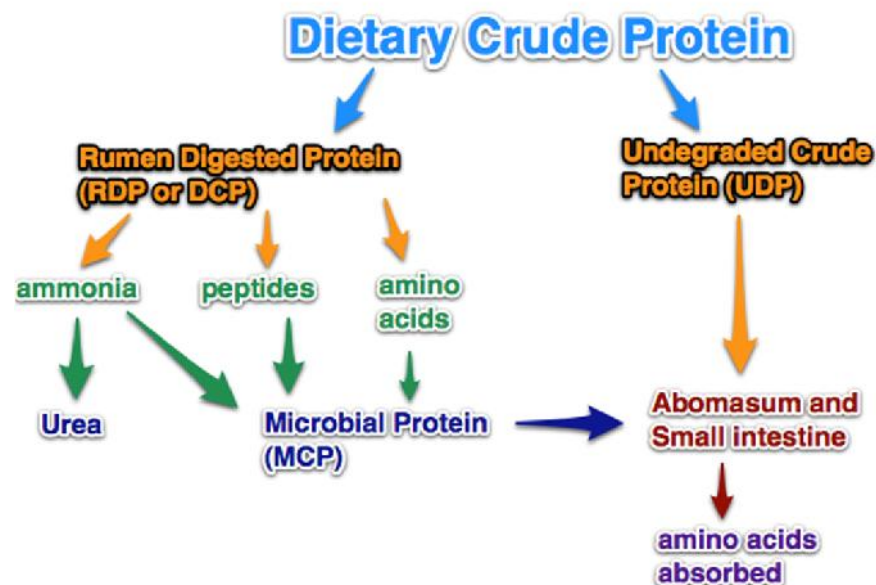 Dietary Crude Protein
Rumen Digested Protein
(RDP or DCP)
Undegraded Crude
Protein (UDP)
ammonia
peptides
amino
acids
Urea
Microbial Protein
(MCP)
Abomasum and
Small intestine
amino acids
absorbed